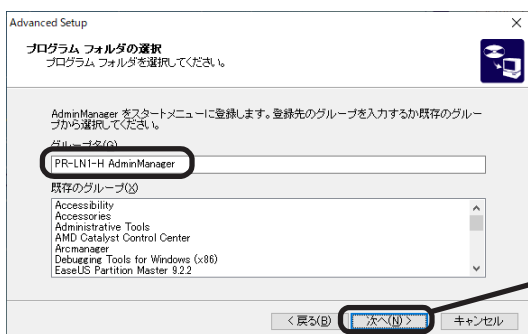 Advanced Setup
プログラム フォルダの選択
プログラム フォルダを選択してください。
AdminManager をスタートメニューに登録します。登録先のグループを入力するか既存のグルー
プから選択してください。
グループ名(G)
PR-LN1-H AdminManager
既存のグループ(X)
Accessibility
Accessories
Administrative Tools
AMD Catalyst Control Center
Arcmanager
Debugging Tools for Windows (x86)
EaseUS Partition Master 9.2.2
< 戻る(B)
次へ(N) >
キャンセル